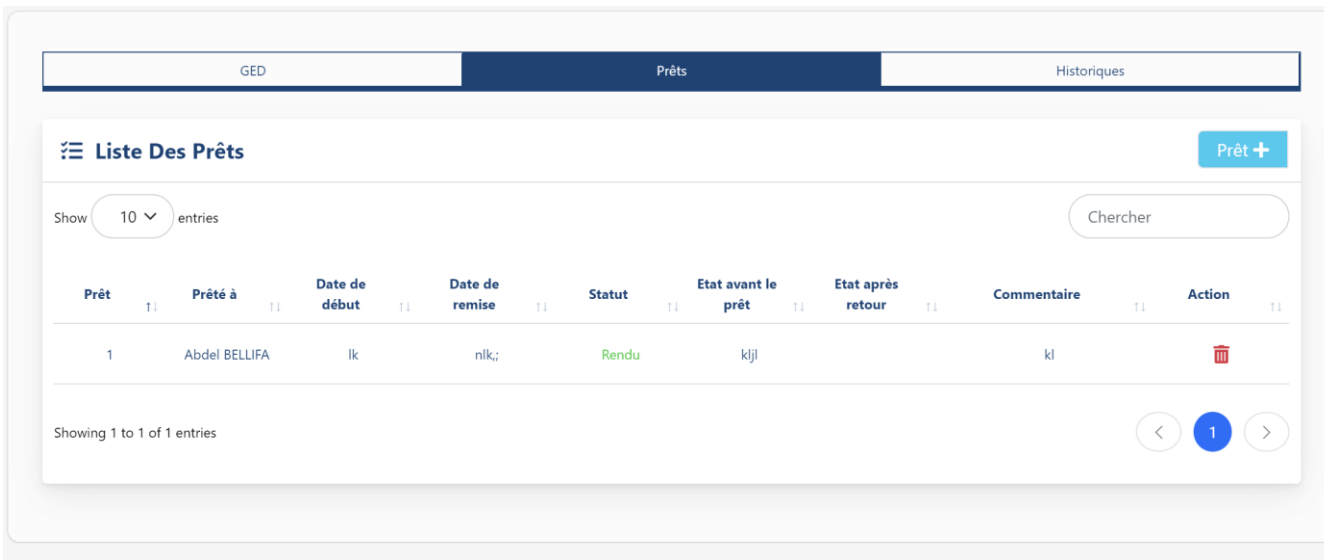 GED Prêts Historiques
Liste Des Prêts
Prêt
Show 10 entries
Chercher
Prêt Prêté à Date de début Date de remise Statut Etat avant le prêt Etat après retour Commentaire Action
1 Abdel BELLIFA lk nlk,; Rendu kljl kl
Showing 1 to 1 of 1 entries
1